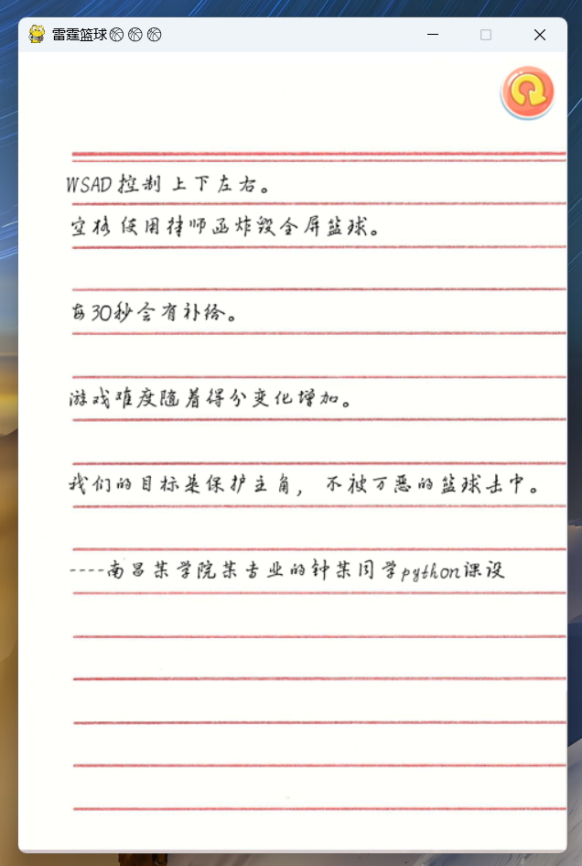 雷霆篮球🏀🏀🏀
WSAD控制上下左右。
空格使用律师函炸毁全屏篮球。
每30秒会有补给。
游戏难度随着得分变化增加。
我们的目标是保护主角，不被万恶的篮球击中。
----南昌某学院某专业的钟某同学python课设